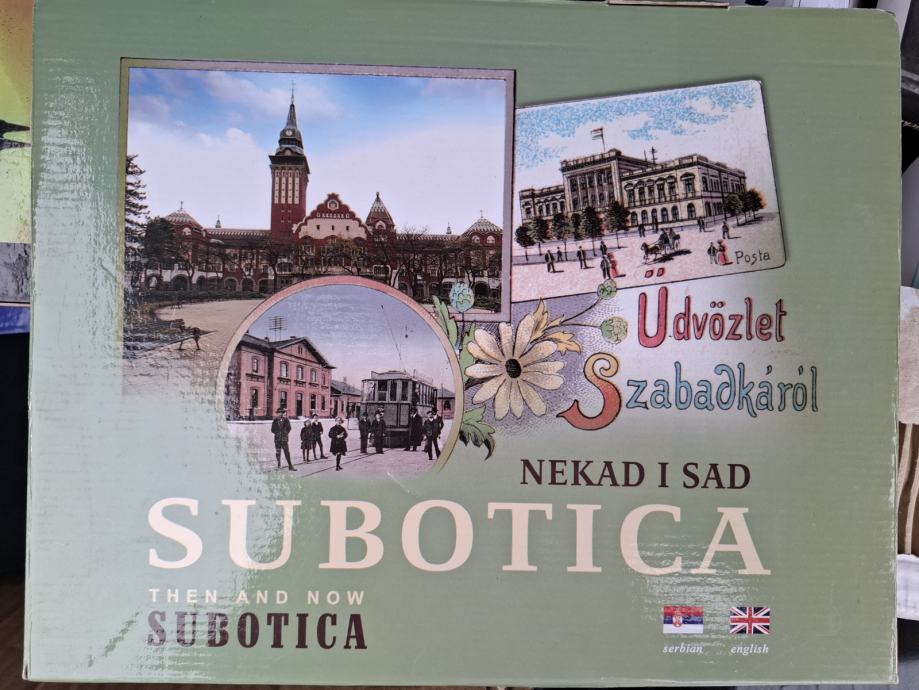 Posta
Üdvözlet
Szabadkáról
NEKAD I SAD
SUBOTICA
THEN AND NOW
SUBOTICA
serbian english